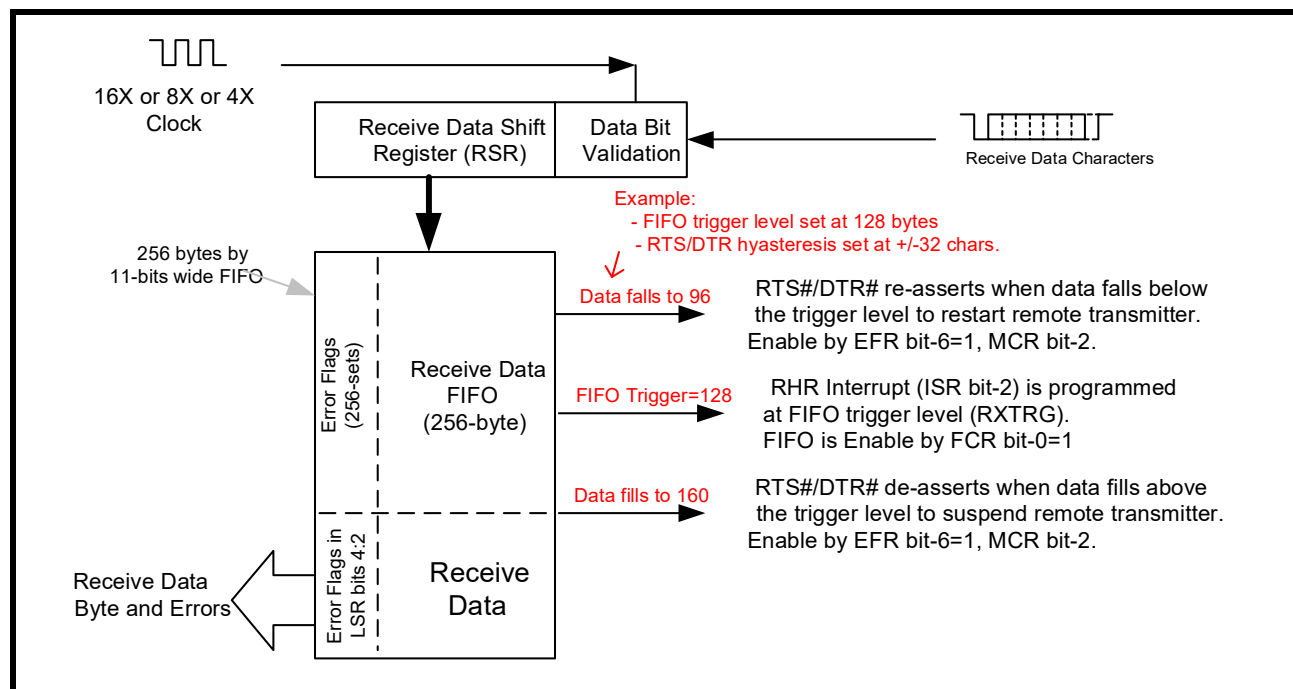 16X or 8X or 4X
Clock
Receive Data Shift
Register (RSR)
Data Bit
Validation
Receive Data Characters
Example:
- FIFO trigger level set at 128 bytes
- RTS/DTR hyasteresis set at +/-32 chars.
256 bytes by
11-bits wide FIFO
Data falls to 96
RTS#/DTR# re-asserts when data falls below
the trigger level to restart remote transmitter.
Enable by EFR bit-6=1, MCR bit-2.
Error Flags
(256-sets)
Receive Data
FIFO
(256-byte)
FIFO Trigger=128
RHR Interrupt (ISR bit-2) is programmed
at FIFO trigger level (RXTRG).
FIFO is Enable by FCR bit-0=1
Data fills to 160
RTS#/DTR# de-asserts when data fills above
the trigger level to suspend remote transmitter.
Enable by EFR bit-6=1, MCR bit-2.
Error Flags in
LSR bits 4:2
Receive
Data
Receive Data
Byte and Errors